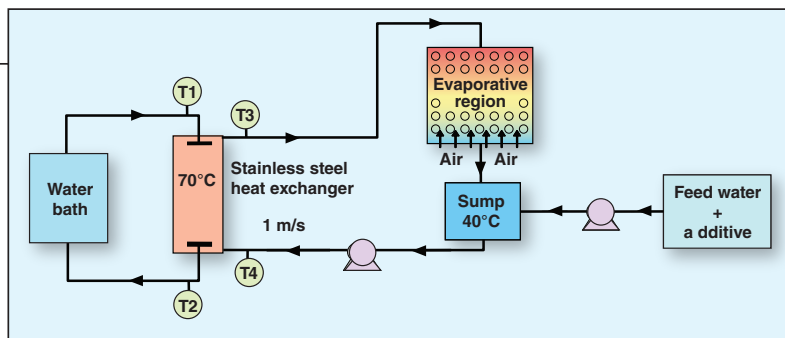 T1
T3
Evaporative
region
Air
Air
Water
bath
70°C
Stainless steel
heat exchanger
Sump
40°C
Feed water
+
a dditive
1 m/s
T4
T2